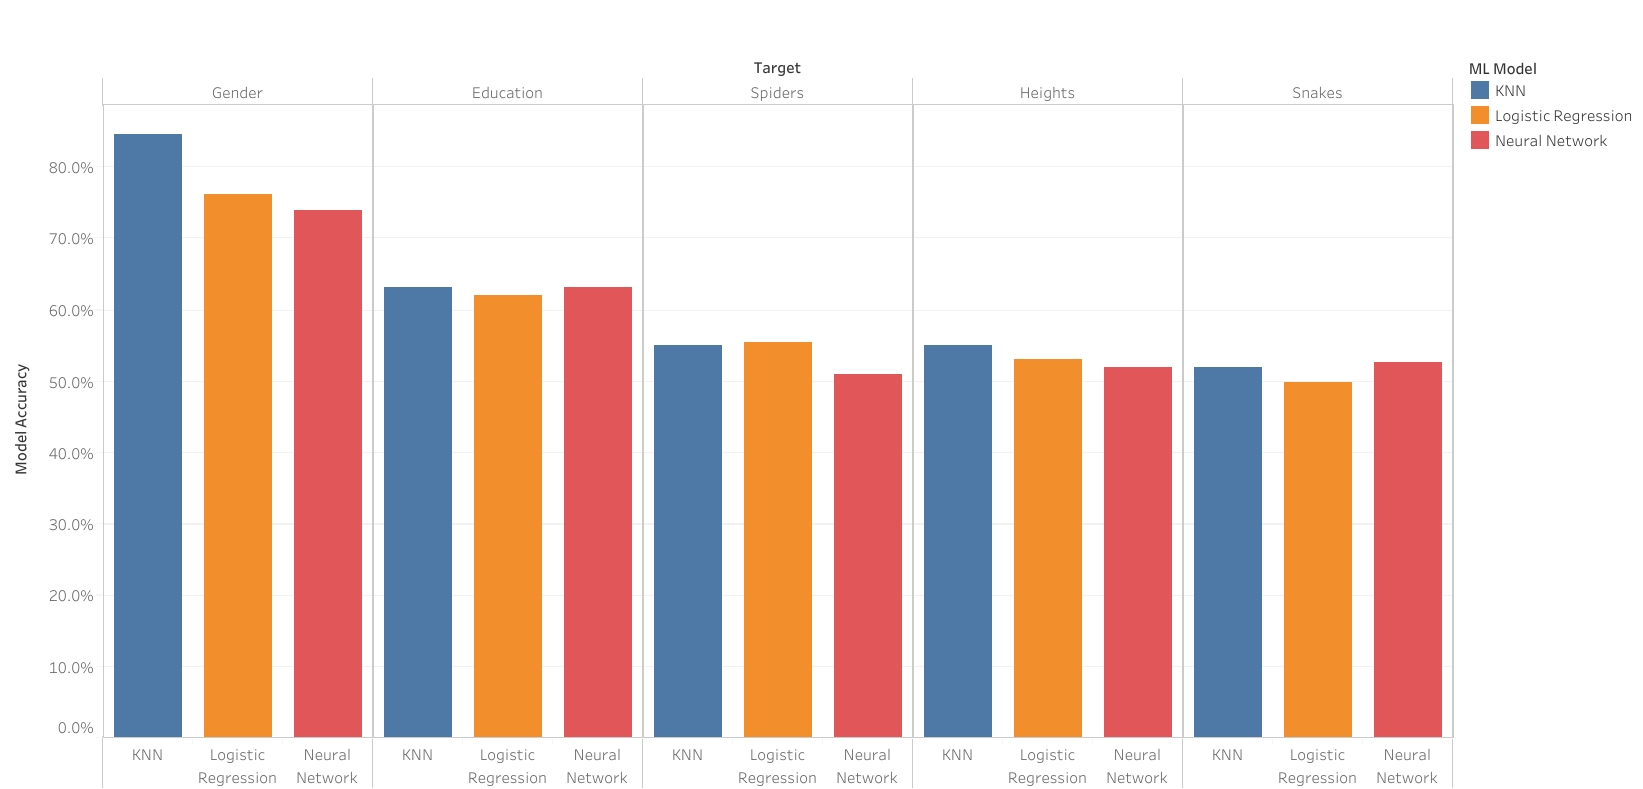 Target
Gender Education Spiders Heights Snakes
ML Model
KNN
Logistic Regression
Neural Network
Model Accuracy
80.0%
70.0%
60.0%
50.0%
40.0%
30.0%
20.0%
10.0%
0.0%
KNN Logistic Neural KNN Logistic Neural KNN Logistic Neural KNN Logistic Neural KNN Logistic Neural
Regression Network Regression Network Regression Network Regression Network Regression Network